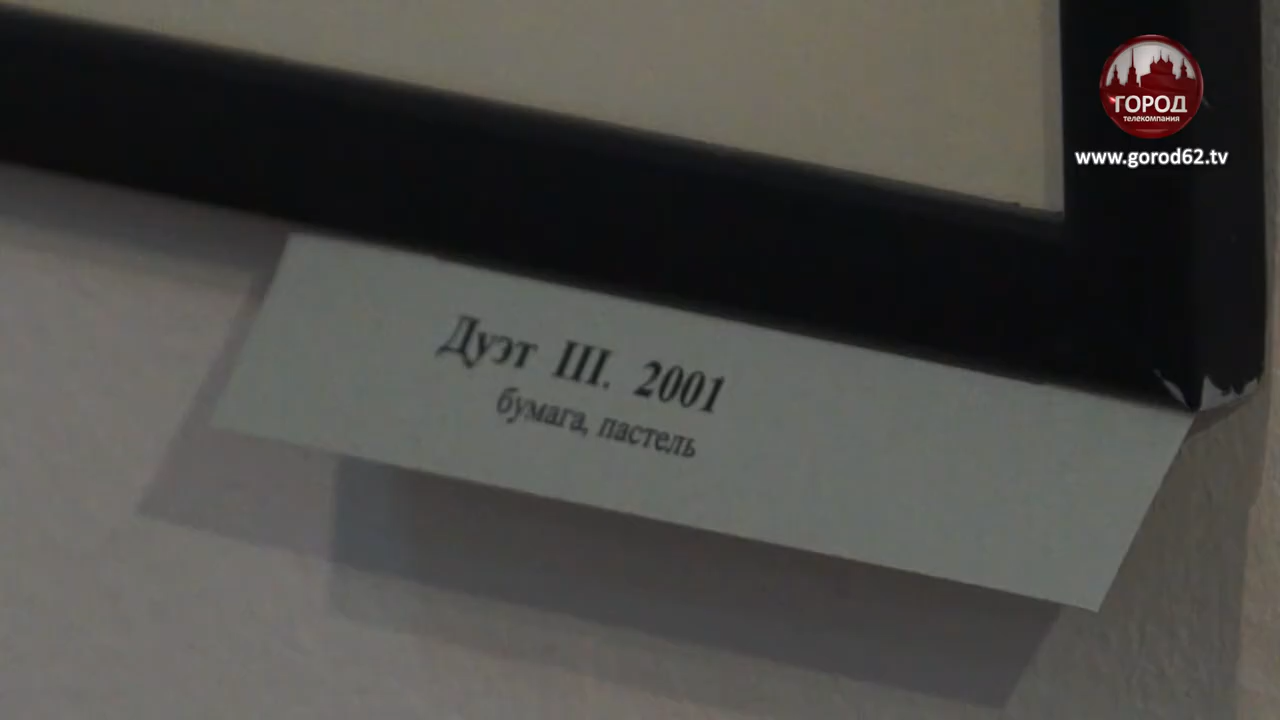 ГОРОД
телекомпания
www.gorod62.tv
Дуэт III. 2001
бумага, пастель